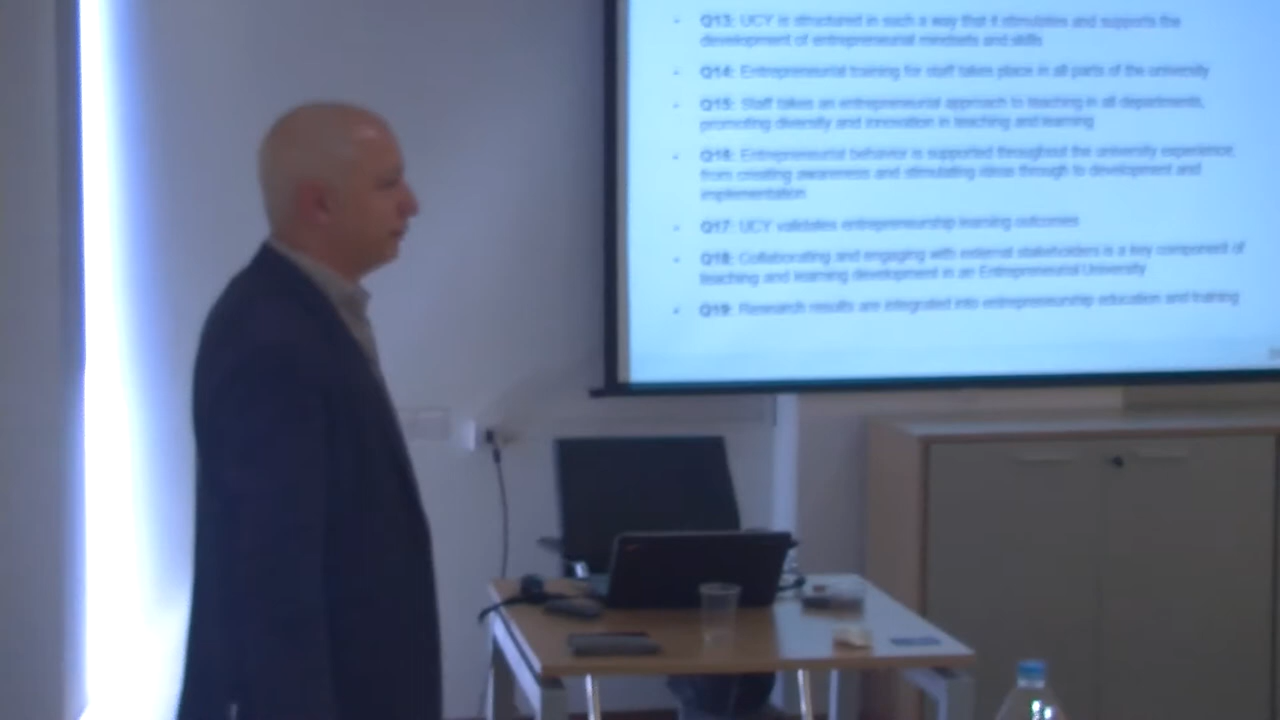 Q13: UCY is structured in such a way that it stimulates and supports the
development of entrepreneurial mindsets and skills
Q14: Entrepreneurial training for staff takes place in all parts of the university
Q15: Staff takes an entrepreneurial approach to teaching in all departments,
promoting diversity and innovation in teaching and learning
Q16: Entrepreneurial behavior is supported throughout the university experience;
from creating awareness and stimulating ideas through to development and
implementation
Q17: UCY validates entrepreneurship learning outcomes
Q18: Collaborating and engaging with external stakeholders is a key component of
teaching and learning development in an Entrepreneurial University
Q19: Research results are integrated into entrepreneurship education and training